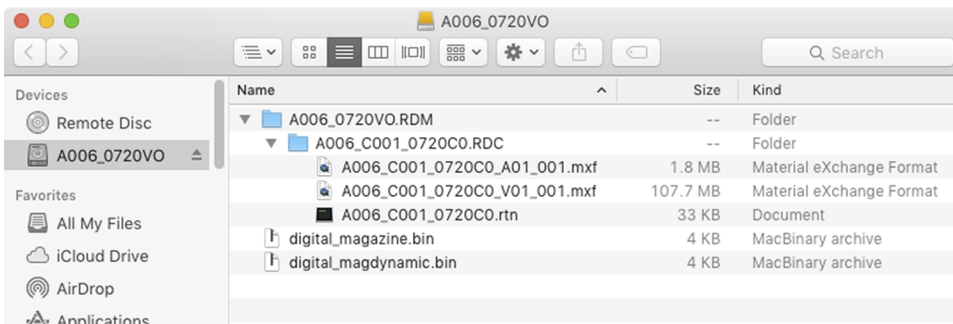 A006_0720VO
Search
Devices
Remote Disc
A006_0720VO
Favorites
All My Files
iCloud Drive
AirDrop
Applications
Name Size Kind
A006_0720VO.RDM -- Folder
A006_C001_0720C0.RDC -- Folder
A006_C001_0720C0_A01_001.mxf 1.8 MB Material eXchange Format
A006_C001_0720C0_V01_001.mxf 107.7 MB Material eXchange Format
A006_C001_0720C0.rtn 33 KB Document
digital_magazine.bin 4 KB MacBinary archive
digital_magdynamic.bin 4 KB MacBinary archive